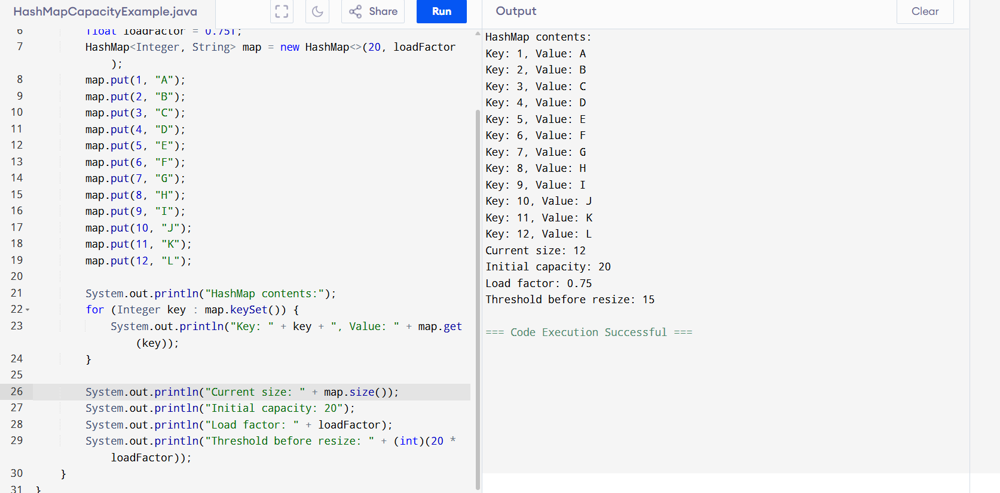 HashMapCapacityExample.java
Share
Run
Output
Clear
6 float loadFactor = 0.75f;
7 HashMap<Integer, String> map = new HashMap<>(20, loadFactor
);
8 map.put(1, "A");
9 map.put(2, "B");
10 map.put(3, "C");
11 map.put(4, "D");
12 map.put(5, "E");
13 map.put(6, "F");
14 map.put(7, "G");
15 map.put(8, "H");
16 map.put(9, "I");
17 map.put(10, "J");
18 map.put(11, "K");
19 map.put(12, "L");
20
21 System.out.println("HashMap contents:");
22 for (Integer key : map.keySet()) {
23 System.out.println("Key: " + key + ", Value: " + map.get
(key));
24 }
25
26 System.out.println("Current size: " + map.size());
27 System.out.println("Initial capacity: 20");
28 System.out.println("Load factor: " + loadFactor);
29 System.out.println("Threshold before resize: " + (int)(20 *
loadFactor));
30 }
31 }
HashMap contents:
Key: 1, Value: A
Key: 2, Value: B
Key: 3, Value: C
Key: 4, Value: D
Key: 5, Value: E
Key: 6, Value: F
Key: 7, Value: G
Key: 8, Value: H
Key: 9, Value: I
Key: 10, Value: J
Key: 11, Value: K
Key: 12, Value: L
Current size: 12
Initial capacity: 20
Load factor: 0.75
Threshold before resize: 15
=== Code Execution Successful ===